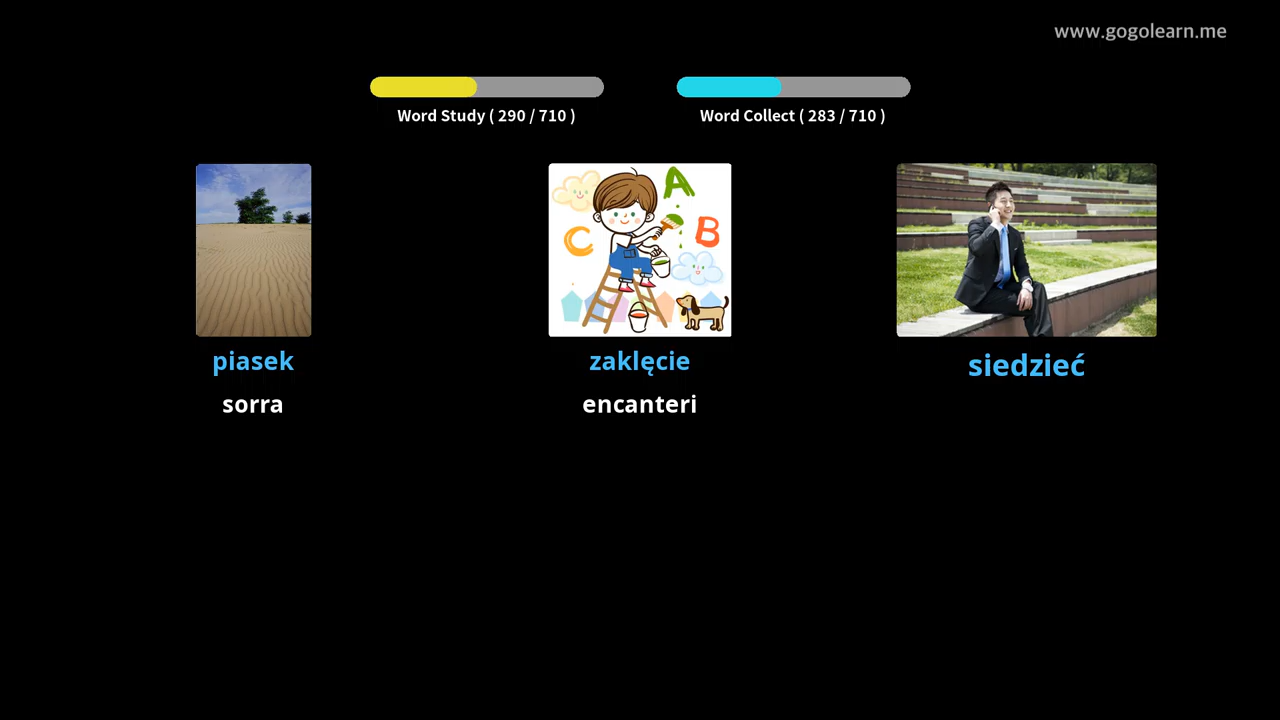 www.gogolearn.me
Word Study ( 290 / 710 )
Word Collect ( 283 / 710 )
A
B
C
piasek
zaklęcie
siedzieć
sorra
encanteri